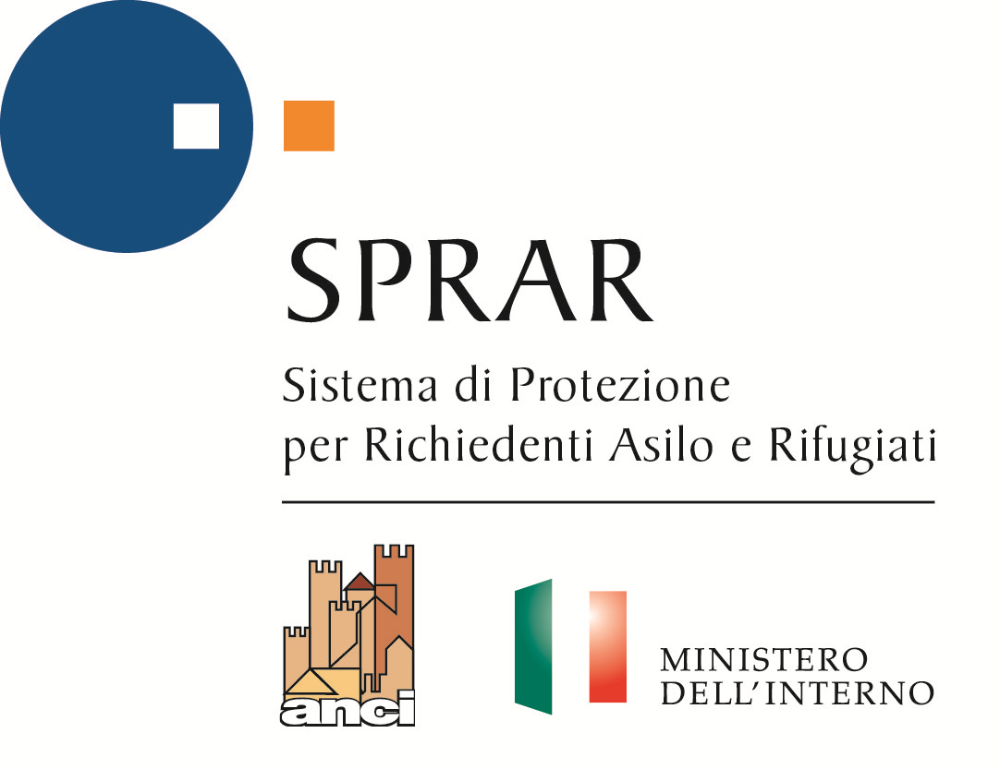 SPRAR
Sistema di Protezione
per Richiedenti Asilo e Rifugiati
anci
MINISTERO
DELL'INTERNO